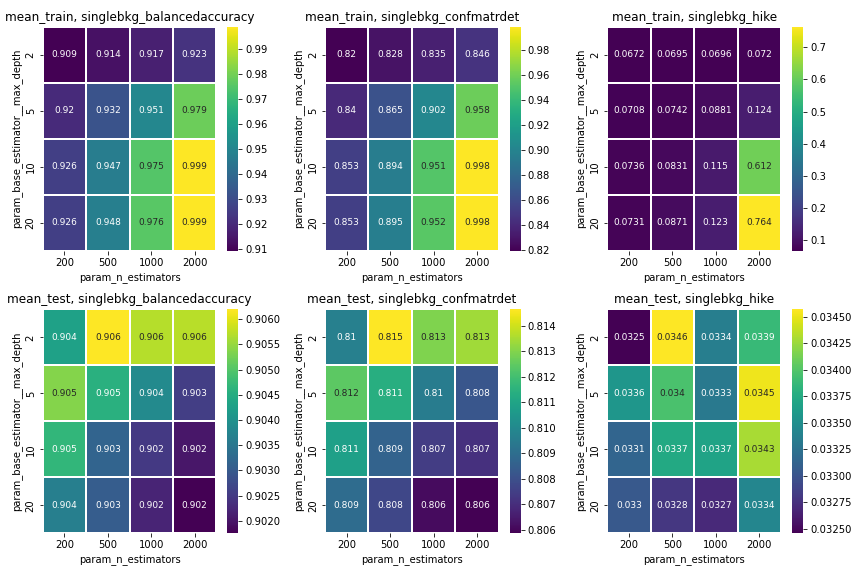 mean_train, singlebkg_balancedaccuracy
param_base_estimator__max_depth
2 0.909 0.914 0.917 0.923
5 0.92 0.932 0.951 0.979
10 0.926 0.947 0.975 0.999
20 0.926 0.948 0.976 0.999
200 500 1000 2000
param_n_estimators
0.99
0.98
0.97
0.96
0.95
0.94
0.93
0.92
0.91
mean_train, singlebkg_confmatrdet
param_base_estimator__max_depth
2 0.82 0.828 0.835 0.846
5 0.84 0.865 0.902 0.958
10 0.853 0.894 0.951 0.998
20 0.853 0.895 0.952 0.998
200 500 1000 2000
param_n_estimators
0.98
0.96
0.94
0.92
0.90
0.88
0.86
0.84
0.82
mean_train, singlebkg_hike
param_base_estimator__max_depth
2 0.0672 0.0695 0.0696 0.072
5 0.0708 0.0742 0.0881 0.124
10 0.0736 0.0831 0.115 0.612
20 0.0731 0.0871 0.123 0.764
200 500 1000 2000
param_n_estimators
0.7
0.6
0.5
0.4
0.3
0.2
0.1
mean_test, singlebkg_balancedaccuracy
param_base_estimator__max_depth
2 0.904 0.906 0.906 0.906
5 0.905 0.905 0.904 0.903
10 0.905 0.903 0.902 0.902
20 0.904 0.903 0.902 0.902
200 500 1000 2000
param_n_estimators
0.9060
0.9055
0.9050
0.9045
0.9040
0.9035
0.9030
0.9025
0.9020
mean_test, singlebkg_confmatrdet
param_base_estimator__max_depth
2 0.81 0.815 0.813 0.813
5 0.812 0.811 0.81 0.808
10 0.811 0.809 0.807 0.807
20 0.809 0.808 0.806 0.806
200 500 1000 2000
param_n_estimators
0.814
0.813
0.812
0.811
0.810
0.809
0.808
0.807
0.806
mean_test, singlebkg_hike
param_base_estimator__max_depth
2 0.0325 0.0346 0.0334 0.0339
5 0.0336 0.034 0.0333 0.0345
10 0.0331 0.0337 0.0337 0.0343
20 0.033 0.0328 0.0327 0.0334
200 500 1000 2000
param_n_estimators
0.03450
0.03425
0.03400
0.03375
0.03350
0.03325
0.03300
0.03275
0.03250